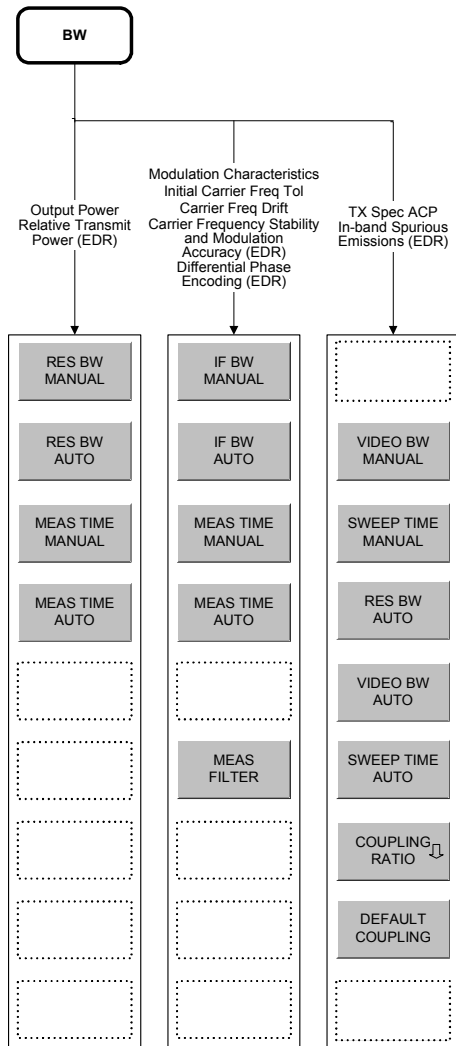 BW
Output Power
Relative Transmit
Power (EDR)
Modulation Characteristics
Initial Carrier Freq Tol
Carrier Freq Drift
Carrier Frequency Stability
and Modulation
Accuracy (EDR)
Differential Phase
Encoding (EDR)
TX Spec ACP
In-band Spurious
Emissions (EDR)
RES BW
MANUAL
RES BW
AUTO
MEAS TIME
MANUAL
MEAS TIME
AUTO
IF BW
MANUAL
IF BW
AUTO
MEAS TIME
MANUAL
MEAS TIME
AUTO
MEAS
FILTER
VIDEO BW
MANUAL
SWEEP TIME
MANUAL
RES BW
AUTO
VIDEO BW
AUTO
SWEEP TIME
AUTO
COUPLING
RATIO
DEFAULT
COUPLING